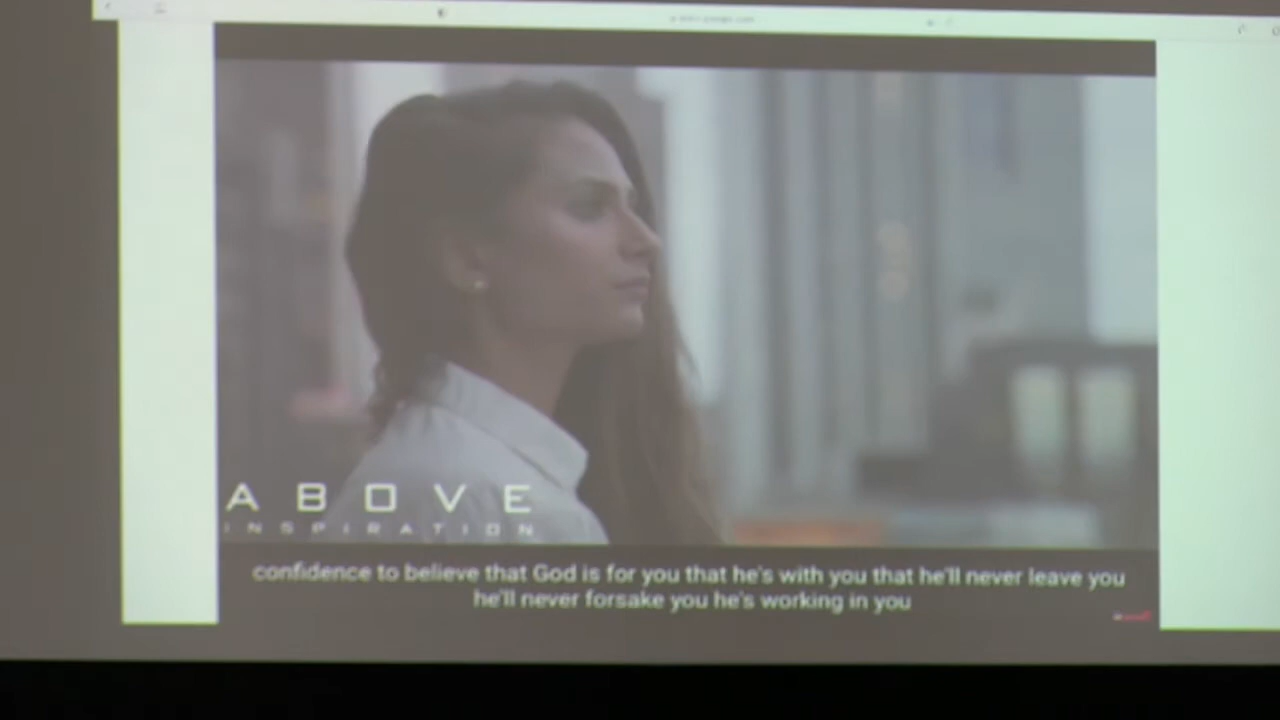 ABOVE
INSPIRATION
confidence to believe that God is for you that he's with you that he'll never leave you
he'll never forsake you he's working in you